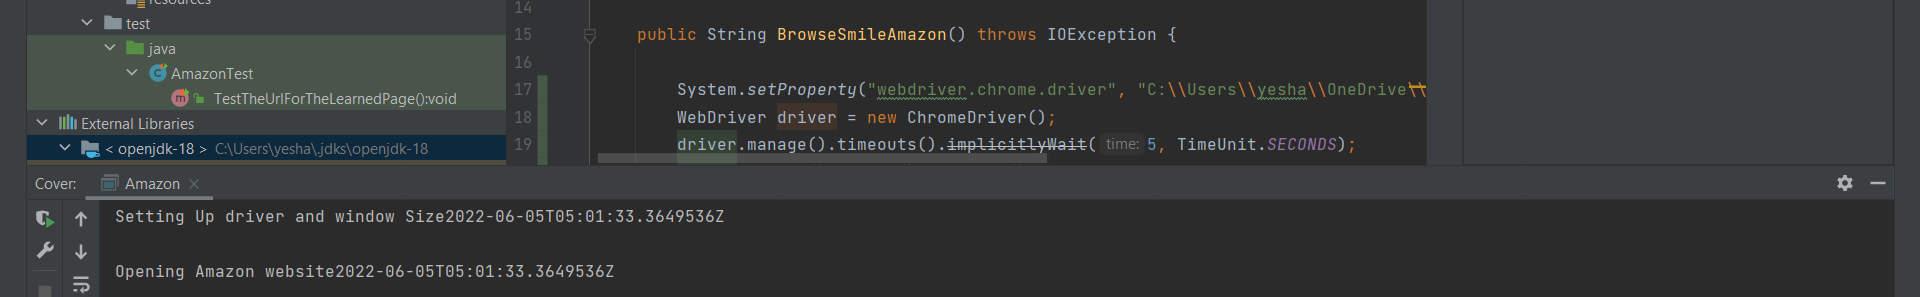 resources
test
java
AmazonTest
TestTheUrlForTheLearnedPage():void
External Libraries
< openjdk-18 > C:\Users\yesha\.jdks\openjdk-18
14
15 public String BrowseSmileAmazon() throws IOException {
16
17 System.setProperty("webdriver.chrome.driver", "C:\\Users\\yesha\\OneDrive\\
18 WebDriver driver = new ChromeDriver();
19 driver.manage().timeouts().implicitlyWait( time: 5, TimeUnit.SECONDS);
Cover: Amazon
Setting Up driver and window Size2022-06-05T05:01:33.3649536Z
Opening Amazon website2022-06-05T05:01:33.3649536Z